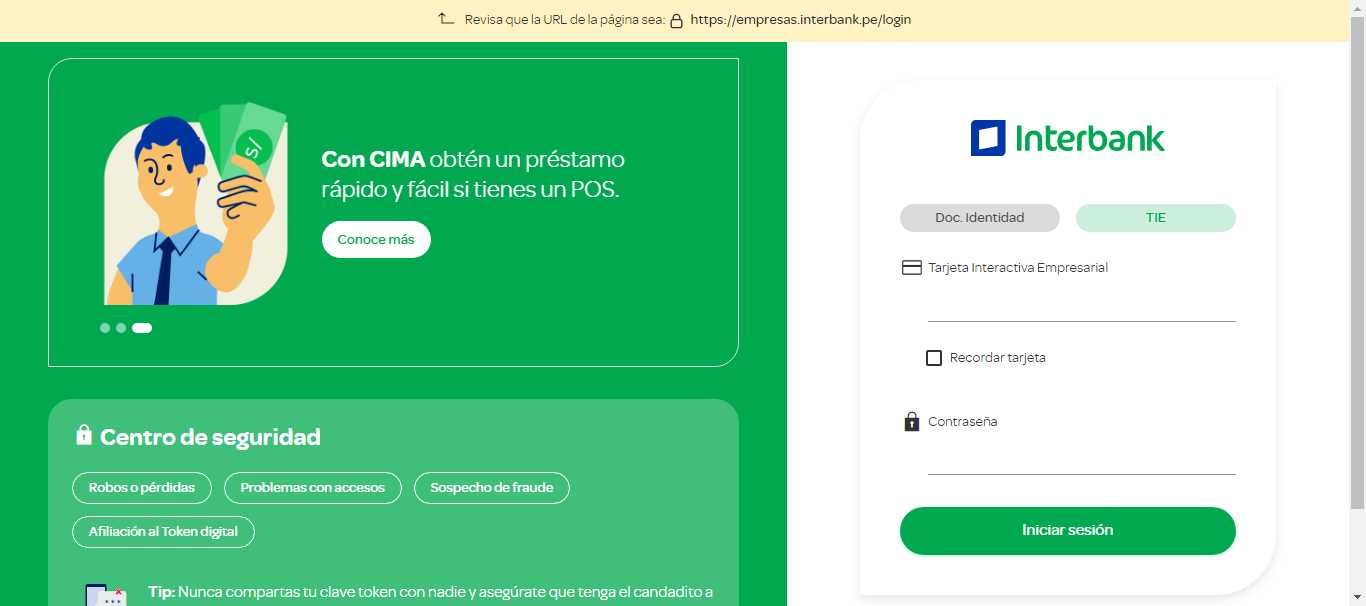 Revisa que la URL de la página sea: https://empresas.interbank.pe/login
S/
Con CIMA obtén un préstamo
rápido y fácil si tienes un POS.
Conoce más
Centro de seguridad
Robos o pérdidas Problemas con accesos Sospecho de fraude
Afiliación al Token digital
Tip: Nunca compartas tu clave token con nadie y asegúrate que tenga el candadito a
Interbank
Doc. Identidad TIE
Tarjeta Interactiva Empresarial
Recordar tarjeta
Contraseña
Iniciar sesión